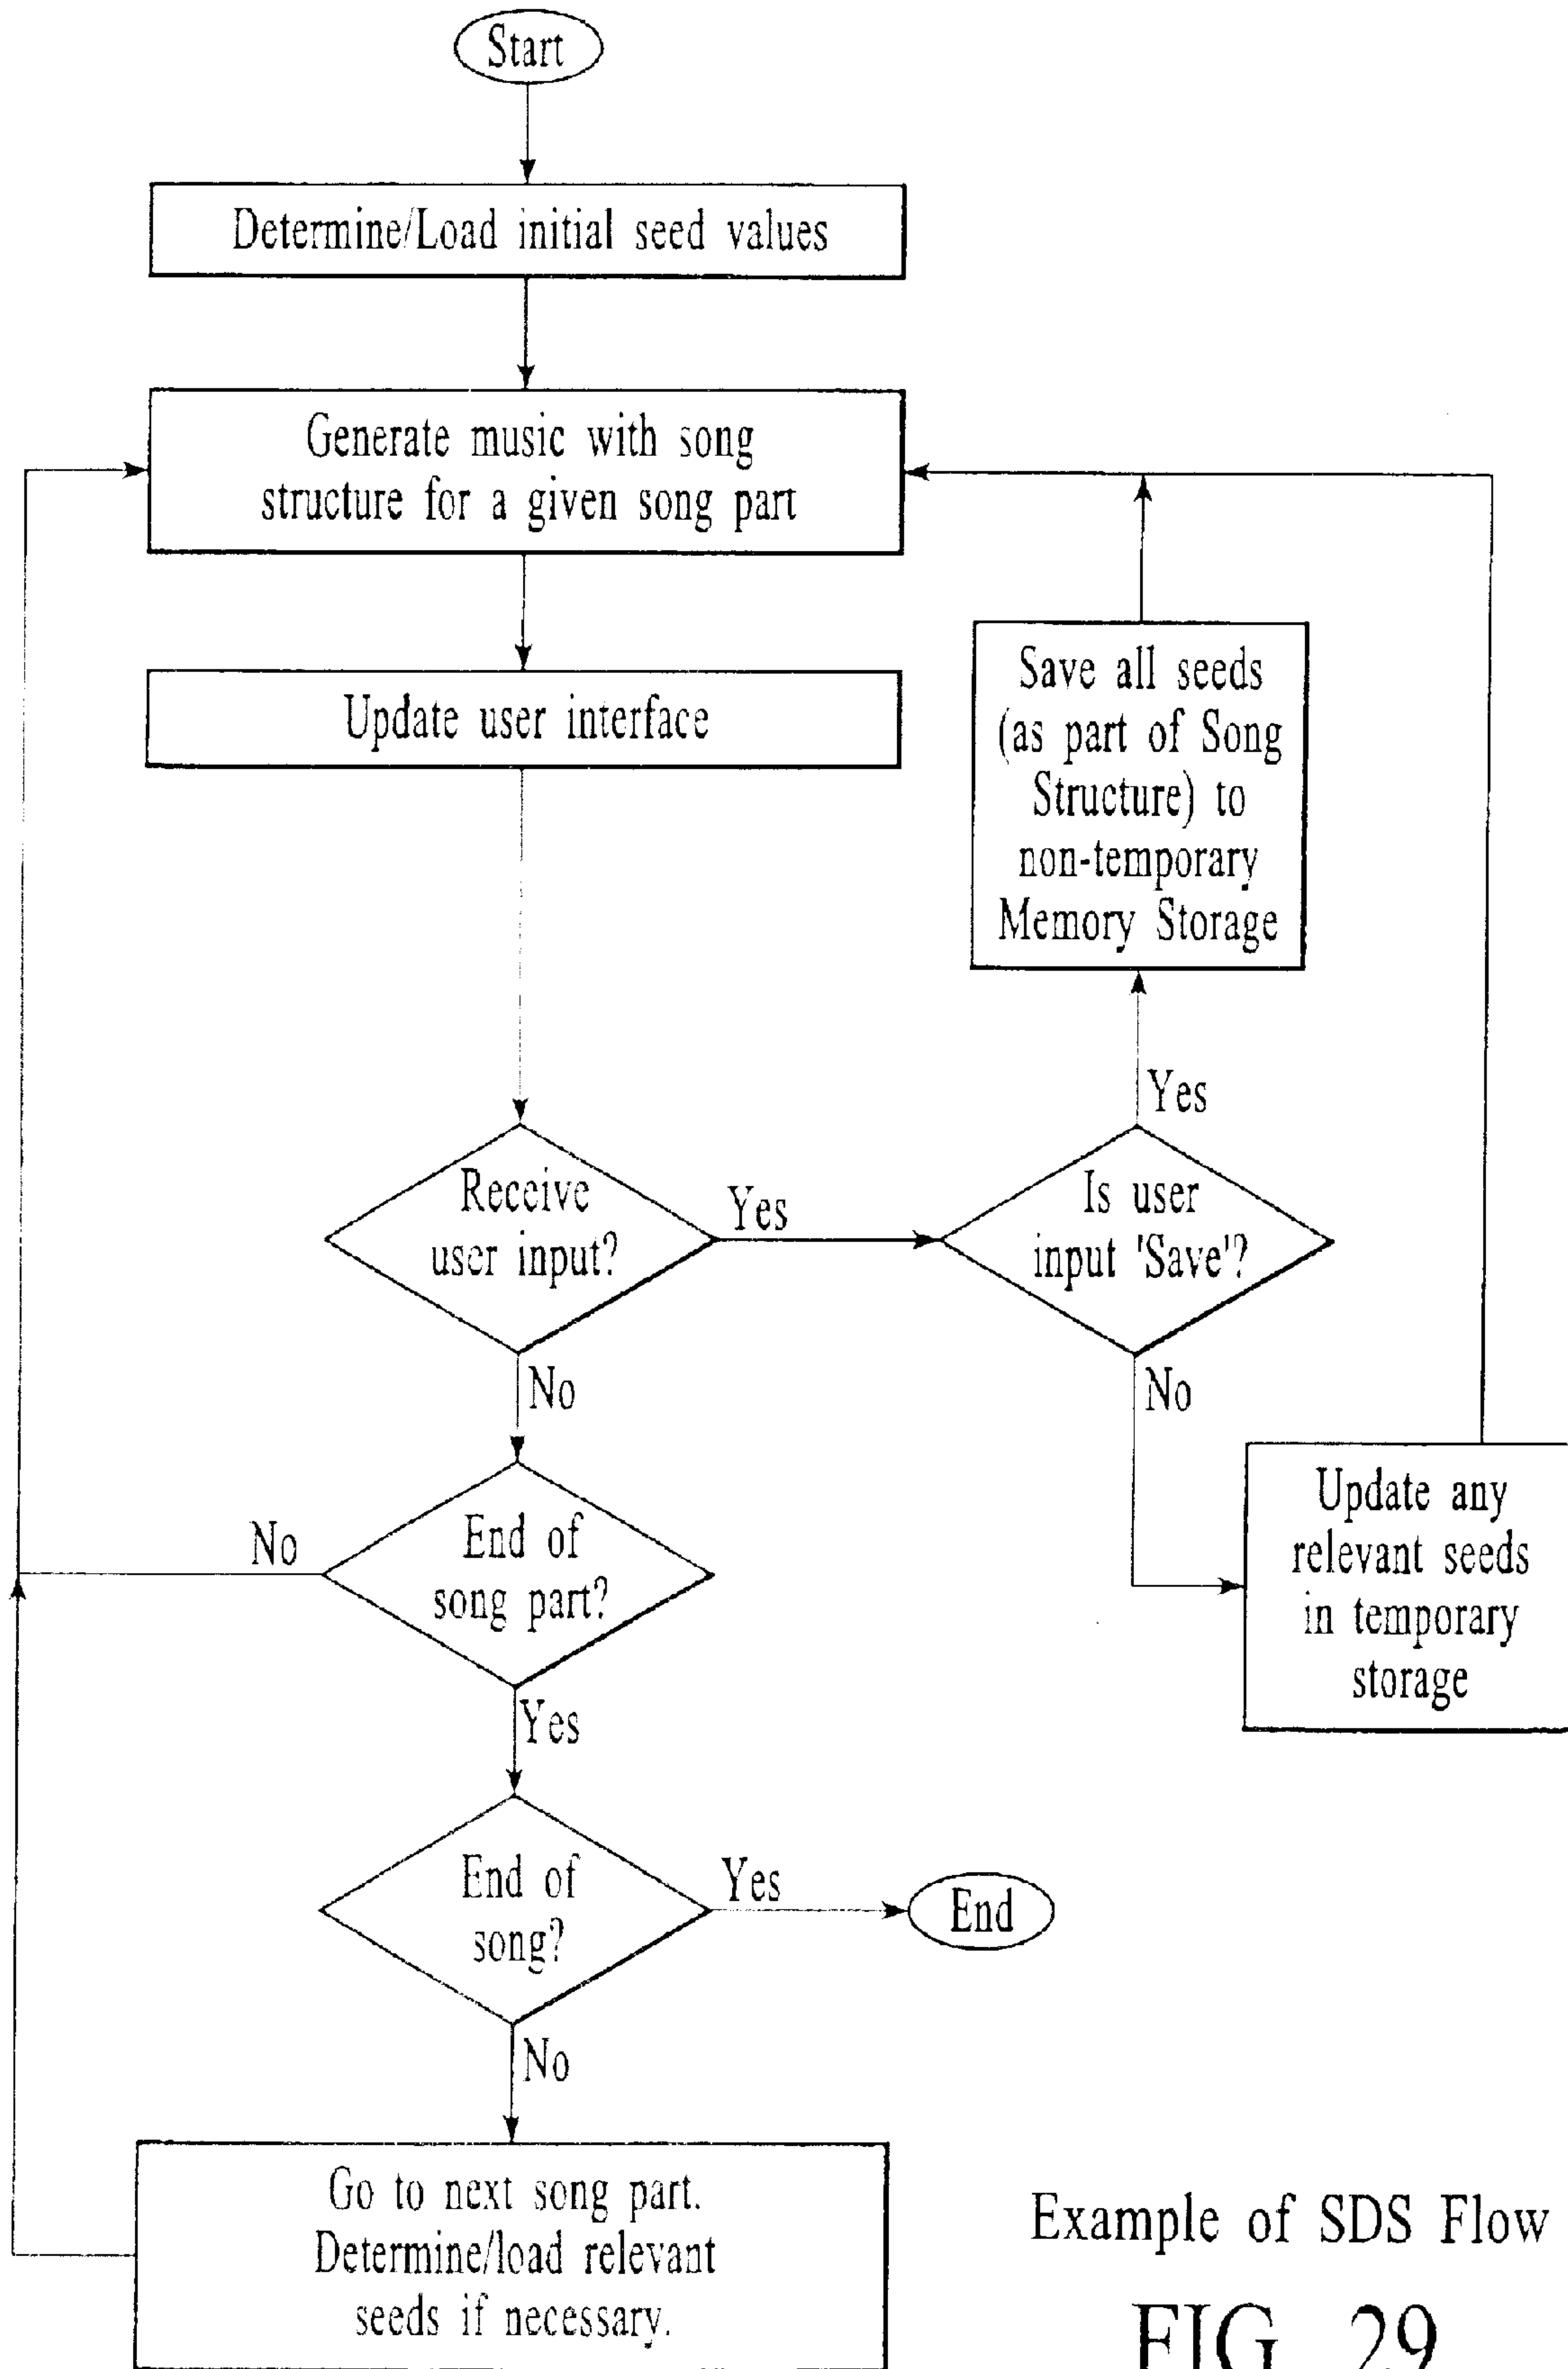 Start
Determine/Load initial seed values
Generate music with song
structure for a given song part
Update user interface
Save all seeds
(as part of Song
Structure) to
non-temporary
Memory Storage
Yes
Receive
user input?
Yes
Is user
input 'Save'?
No
No
End of
song part?
No
Update any
relevant seeds
in temporary
storage
Yes
End of
song?
Yes
End
No
Go to next song part.
Determine/load relevant
seeds if necessary.
Example of SDS Flow
FIG. 29